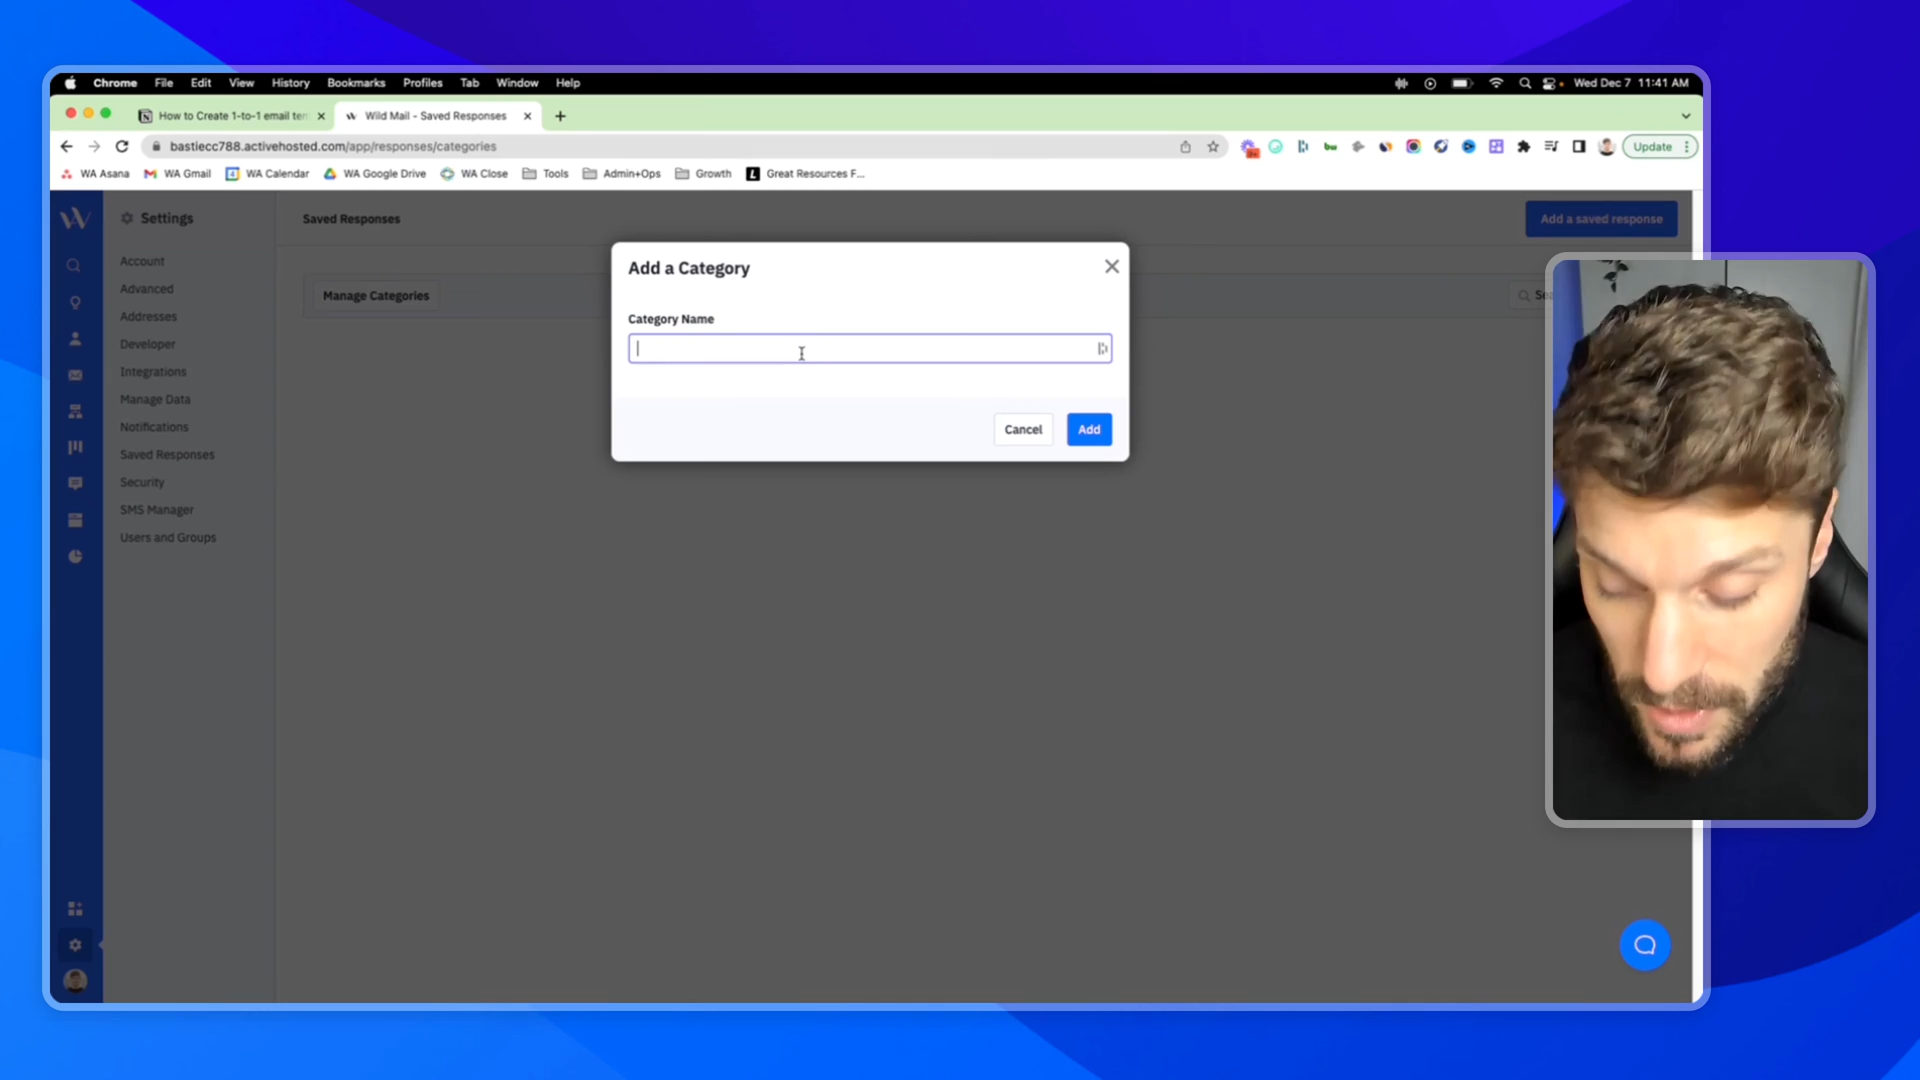 Chrome File Edit View History Bookmarks Profiles Tab Window Help Wed Dec 7 11:41 AM
How to Create 1-to-1 email ten Wild Mail - Saved Responses
bastiecc788.activehosted.com/app/responses/categories Update
WA Asana WA Gmail WA Calendar WA Google Drive WA Close Tools Admin+Ops Growth Great Resources F...
Settings
Account
Advanced
Addresses
Developer
Integrations
Manage Data
Notifications
Saved Responses
Security
SMS Manager
Users and Groups
Saved Responses
Add a saved response
Manage Categories
Add a Category
Category Name
Cancel Add